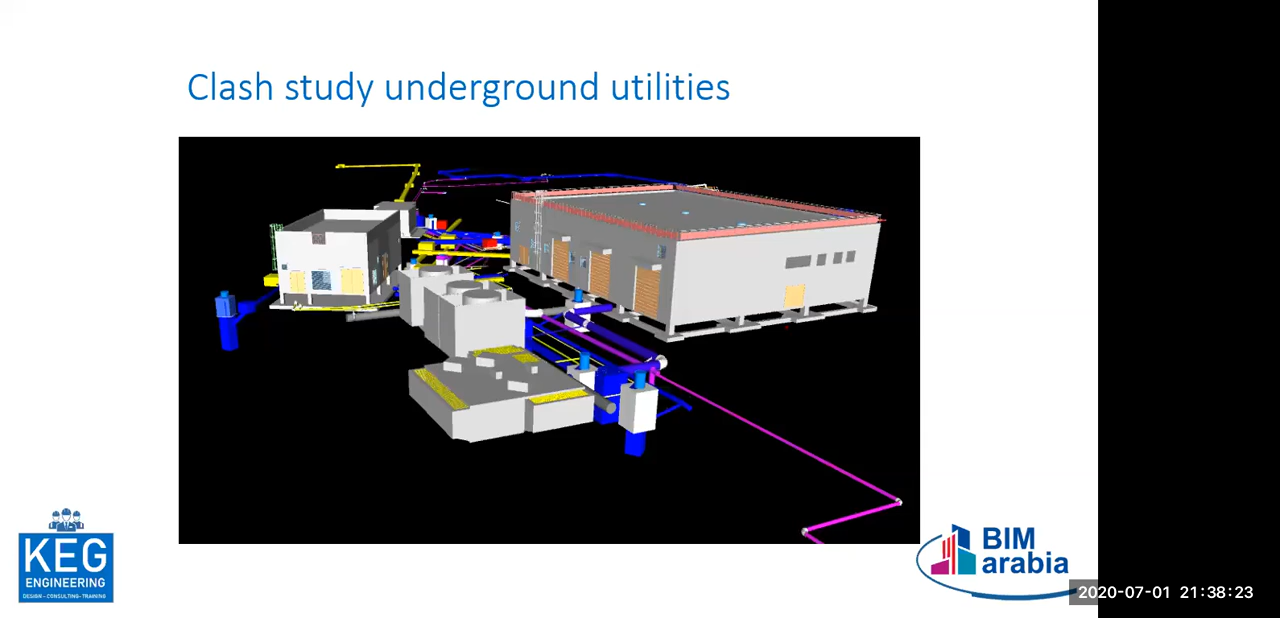 Clash study underground utilities
KEG
ENGINEERING
DESIGN – CONSULTING– TRAINING
BIM
arabia
2020-07-01 21:38:23